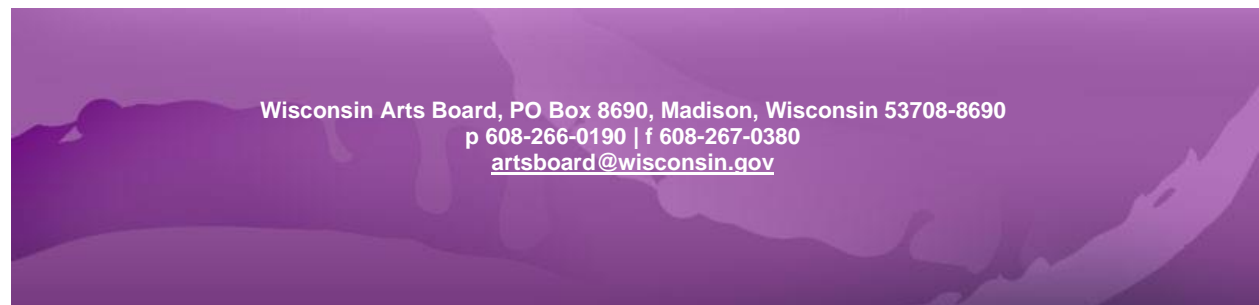 Wisconsin Arts Board, PO Box 8690, Madison, Wisconsin 53708-8690
p 608-266-0190 | f 608-267-0380
artsboard@wisconsin.gov